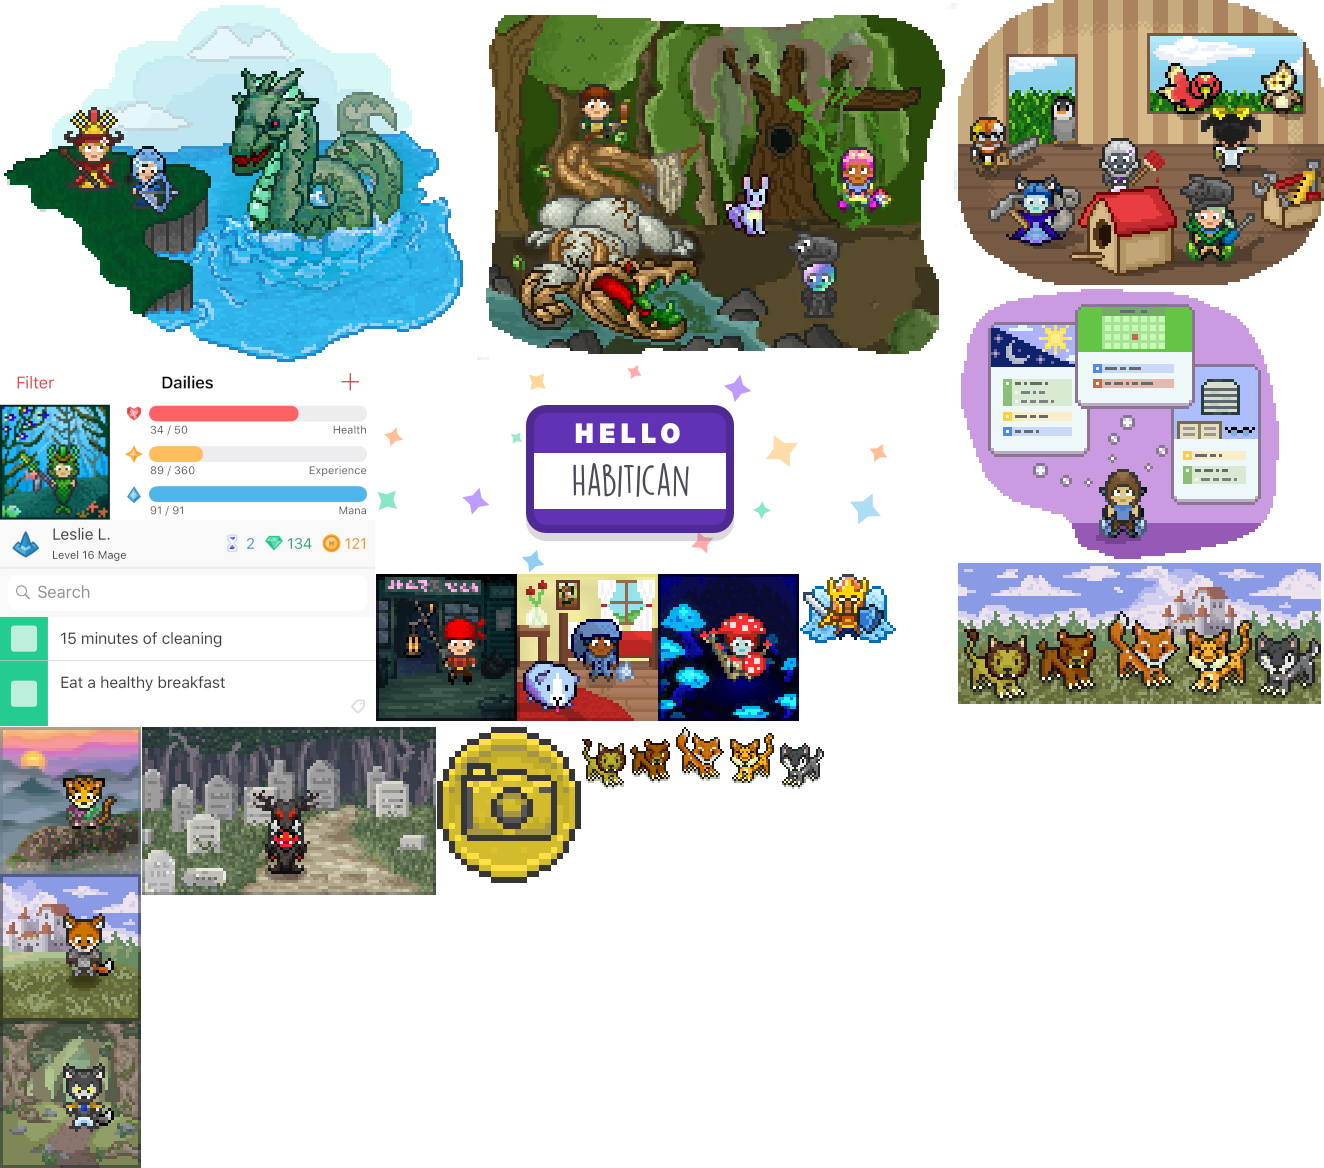 Filter
Dailies
34 / 50
Health
89 / 360
Experience
91 / 91
Mana
Leslie L.
Level 16 Mage
2
134
121
Search
15 minutes of cleaning
Eat a healthy breakfast
HELLO
HABITICAN